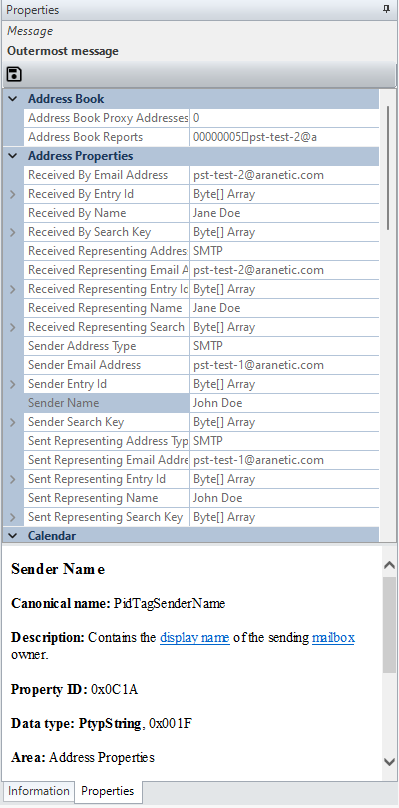 Properties
Message
Outermost message
Address Book
Address Book Proxy Addresses 0
Address Book Reports 00000005▯pst-test-2@a
Address Properties
Received By Email Address pst-test-2@aranetic.com
Received By Entry Id Byte[] Array
Received By Name Jane Doe
Received By Search Key Byte[] Array
Received Representing Addres SMTP
Received Representing Email A pst-test-2@aranetic.com
Received Representing Entry Id Byte[] Array
Received Representing Name Jane Doe
Received Representing Search Byte[] Array
Sender Address Type SMTP
Sender Email Address pst-test-1@aranetic.com
Sender Entry Id Byte[] Array
Sender Name John Doe
Sender Search Key Byte[] Array
Sent Representing Address Typ SMTP
Sent Representing Email Addre pst-test-1@aranetic.com
Sent Representing Entry Id Byte[] Array
Sent Representing Name John Doe
Sent Representing Search Key Byte[] Array
Calendar
Sender Name
Canonical name: PidTagSenderName
Description: Contains the display name of the sending mailbox
owner.
Property ID: 0x0C1A
Data type: PtypString, 0x001F
Area: Address Properties
Information Properties